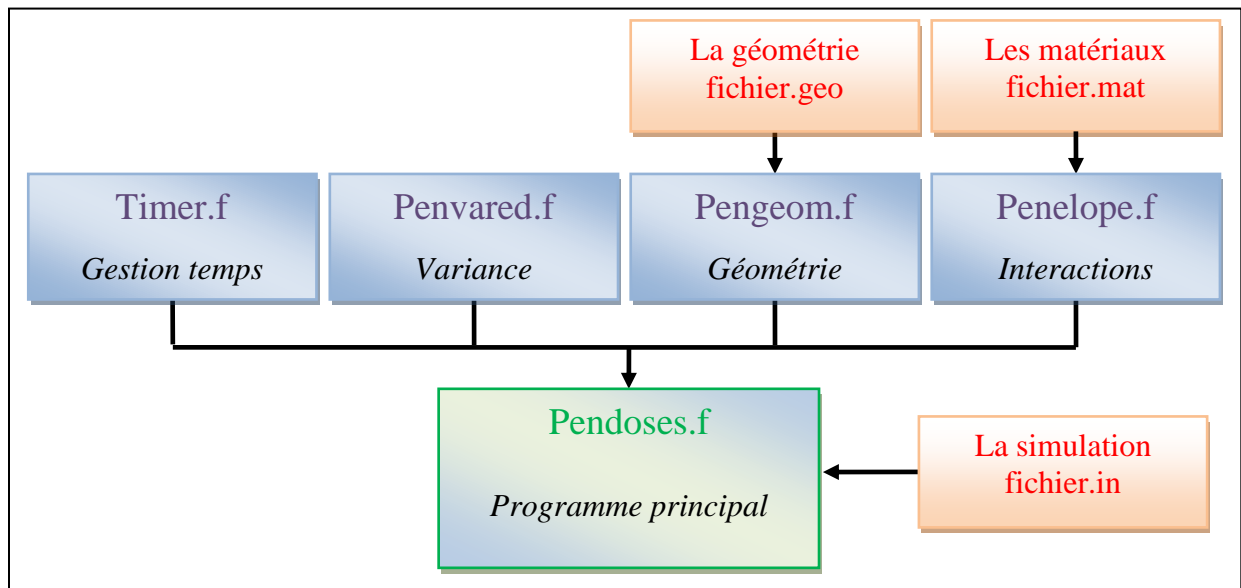 La géométrie
fichier.geo
Les matériaux
fichier.mat
Timer.f
Gestion temps
Penvared.f
Variance
Pengeom.f
Géométrie
Penelope.f
Interactions
Pendoses.f
Programme principal
La simulation
fichier.in